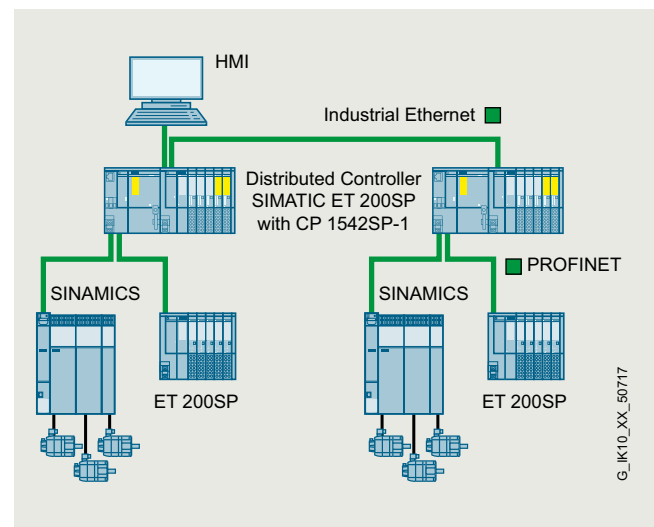 HMI
Industrial Ethernet
Distributed Controller
SIMATIC ET 200SP
with CP 1542SP-1
PROFINET
SINAMICS
SINAMICS
ET 200SP
ET 200SP
G_IK10_XX_50717